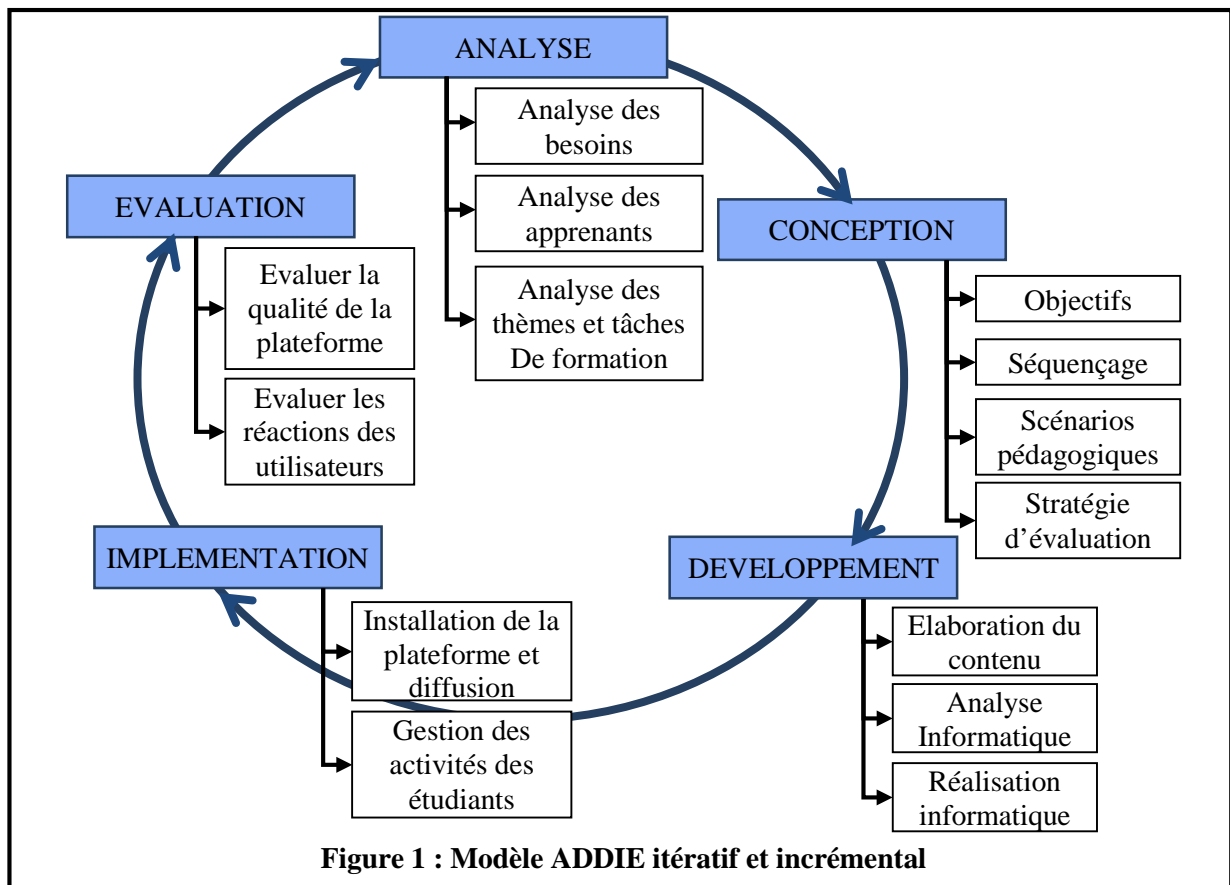 ANALYSE
Analyse des
besoins
Analyse des
apprenants
Analyse des
thèmes et tâches
De formation
CONCEPTION
Objectifs
Séquençage
Scénarios
pédagogiques
Stratégie
d’évaluation
DEVELOPPEMENT
Elaboration du
contenu
Analyse
Informatique
Réalisation
informatique
IMPLEMENTATION
Installation de la
plateforme et
diffusion
Gestion des
activités des
étudiants
EVALUATION
Evaluer la
qualité de la
plateforme
Evaluer les
réactions des
utilisateurs
Figure 1 : Modèle ADDIE itératif et incrémental